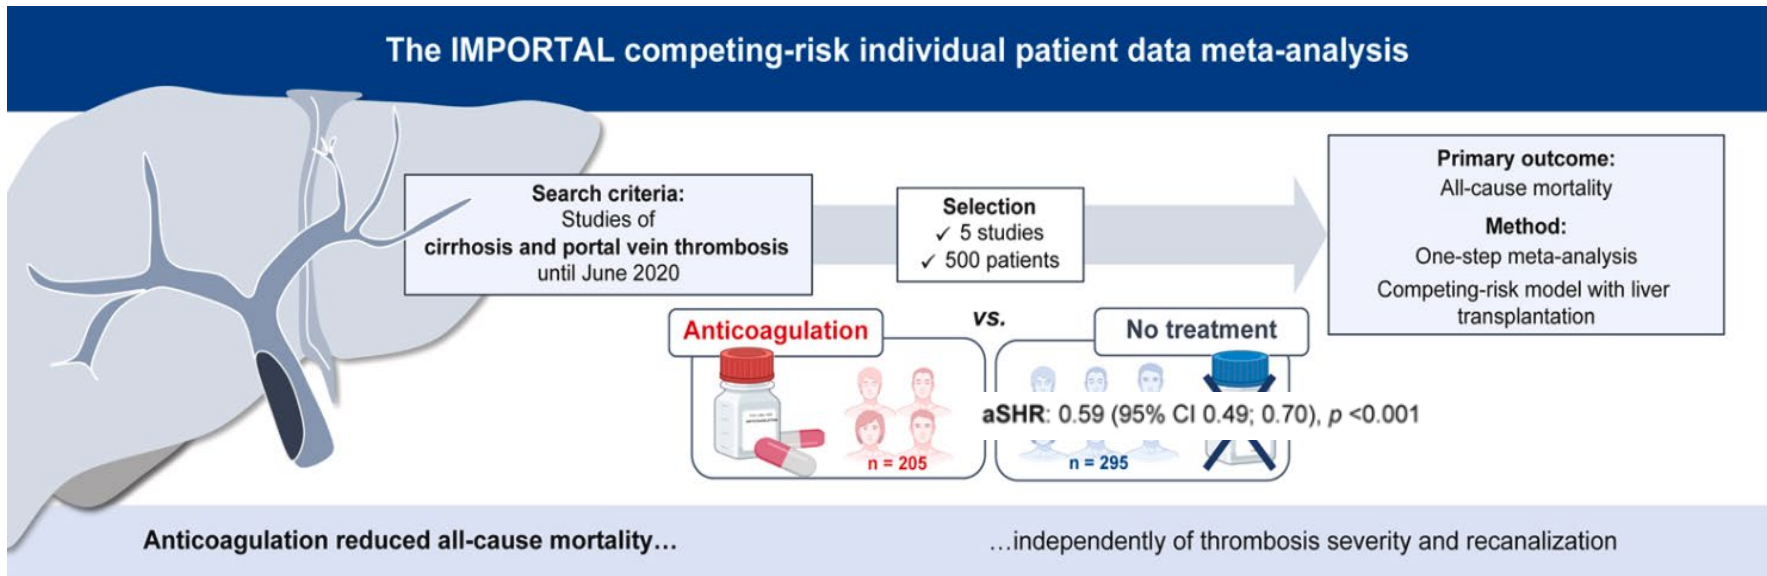 The IMPORTAL competing-risk individual patient data meta-analysis
Search criteria:
Studies of
cirrhosis and portal vein thrombosis
until June 2020
Selection
✓ 5 studies
✓ 500 patients
Primary outcome:
All-cause mortality
Method:
One-step meta-analysis
Competing-risk model with liver
transplantation
Anticoagulation
vs.
No treatment
aSHR: 0.59 (95% CI 0.49; 0.70), p <0.001
n = 205
n = 295
Anticoagulation reduced all-cause mortality…
…independently of thrombosis severity and recanalization